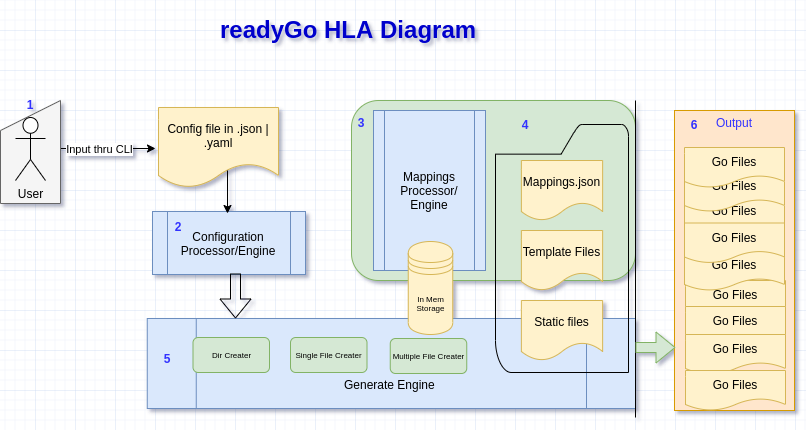 readyGo HLA Diagram
1
User
Input thru CLI
Config file in .json |
.yaml
2
Configuration
Processor/Engine
3
Mappings
Processor/
Engine
In Mem
Storage
4
Mappings.json
Template Files
Static files
5
Dir Creater
Single File Creater
Multiple File Creater
Generate Engine
6
Output
Go Files
Go Files
Go Files
Go Files
Go Files
Go Files
Go Files
Go Files
Go Files